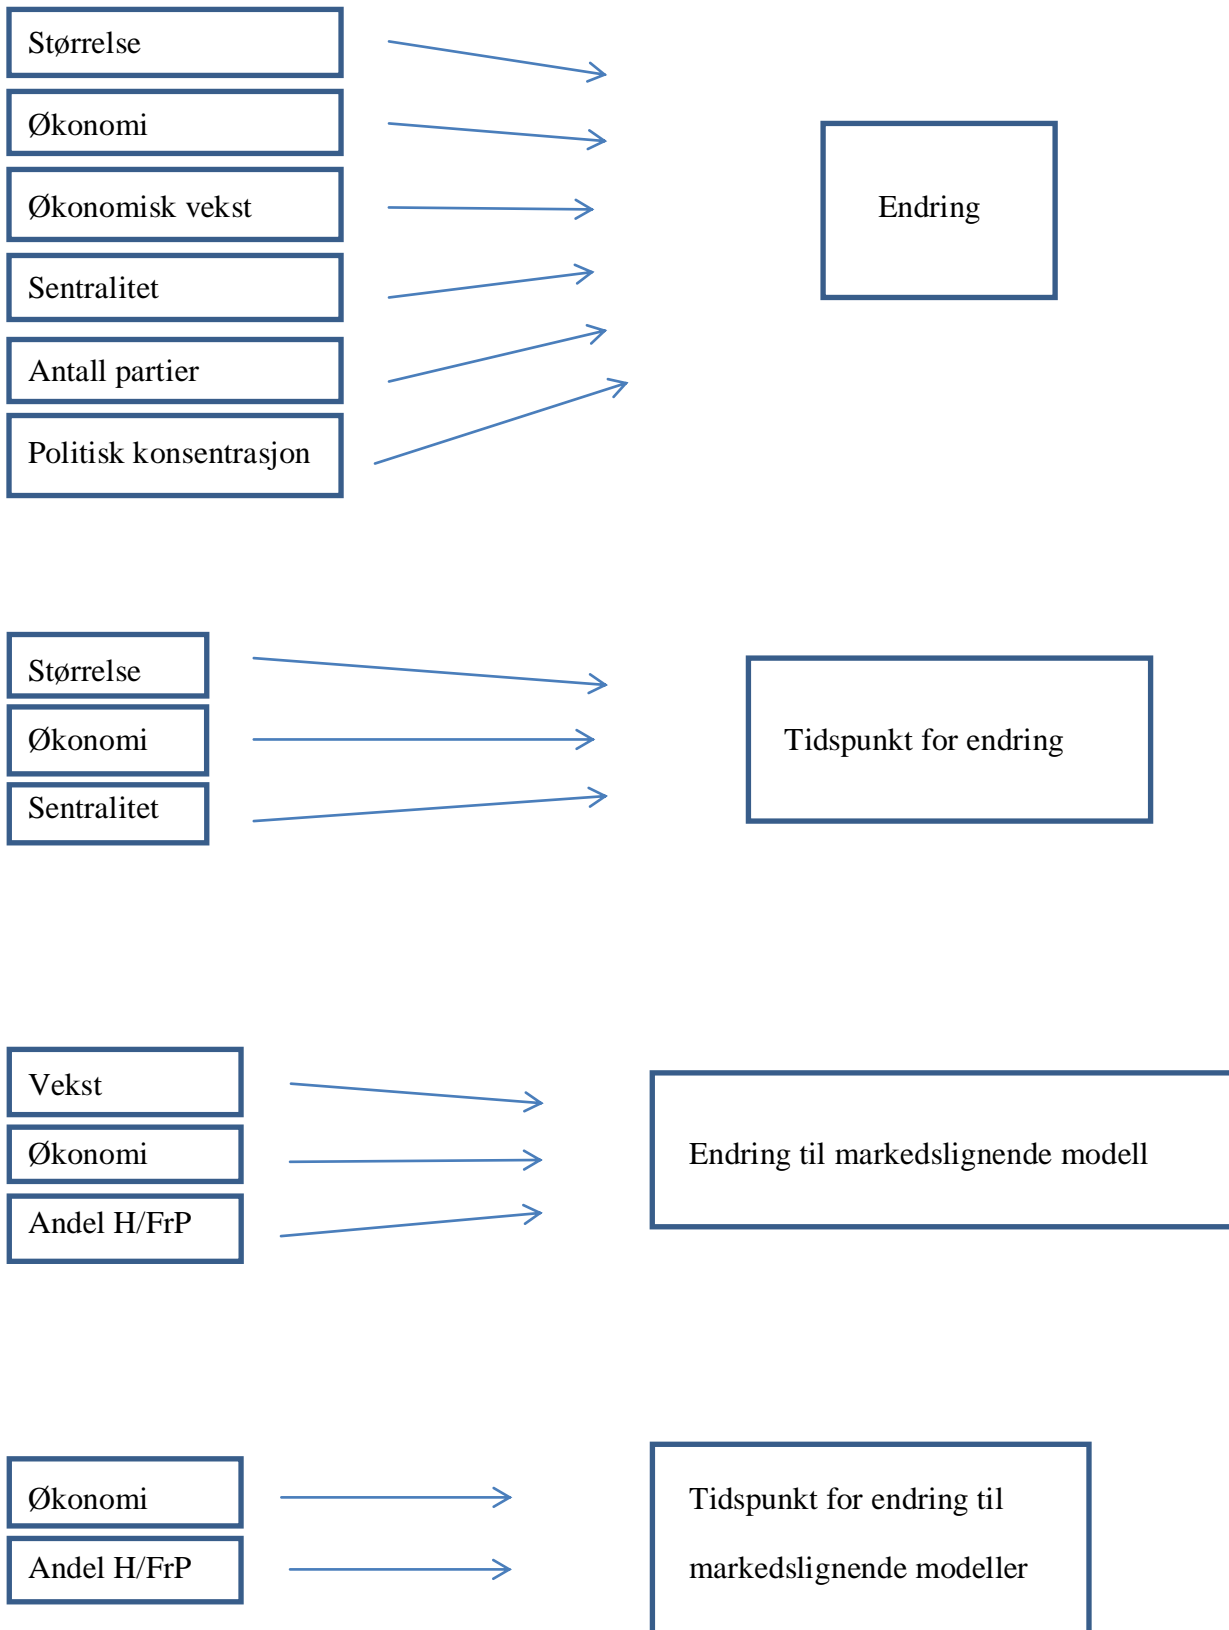 Størrelse
Økonomi
Økonomisk vekst
Sentralitet
Antall partier
Politisk konsentrasjon
Endring
Størrelse
Økonomi
Sentralitet
Tidspunkt for endring
Vekst
Økonomi
Andel H/FrP
Endring til markedslignende modell
Økonomi
Andel H/FrP
Tidspunkt for endring til
markedslignende modeller